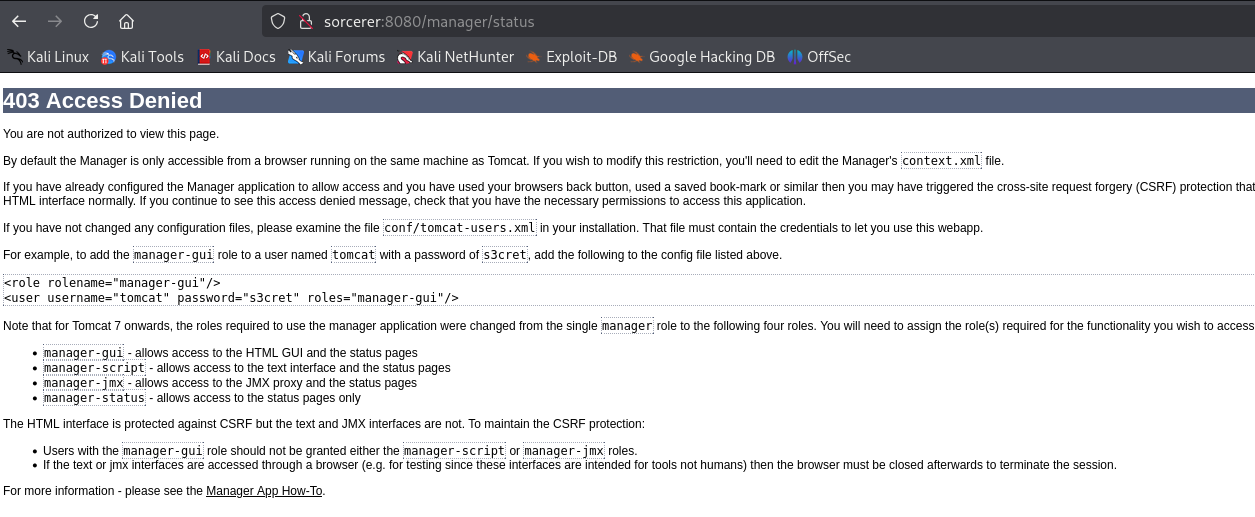 sorcerer:8080/manager/status
Kali Linux Kali Tools Kali Docs Kali Forums Kali NetHunter Exploit-DB Google Hacking DB OffSec
403 Access Denied
You are not authorized to view this page.
By default the Manager is only accessible from a browser running on the same machine as Tomcat. If you wish to modify this restriction, you'll need to edit the Manager's context.xml file.
If you have already configured the Manager application to allow access and you have used your browsers back button, used a saved book-mark or similar then you may have triggered the cross-site request forgery (CSRF) protection that
HTML interface normally. If you continue to see this access denied message, check that you have the necessary permissions to access this application.
If you have not changed any configuration files, please examine the file conf/tomcat-users.xml in your installation. That file must contain the credentials to let you use this webapp.
For example, to add the manager-gui role to a user named tomcat with a password of s3cret, add the following to the config file listed above.
<role rolename="manager-gui"/>
<user username="tomcat" password="s3cret" roles="manager-gui"/>
Note that for Tomcat 7 onwards, the roles required to use the manager application were changed from the single manager role to the following four roles. You will need to assign the role(s) required for the functionality you wish to access
manager-gui - allows access to the HTML GUI and the status pages
manager-script - allows access to the text interface and the status pages
manager-jmx - allows access to the JMX proxy and the status pages
manager-status - allows access to the status pages only
The HTML interface is protected against CSRF but the text and JMX interfaces are not. To maintain the CSRF protection:
Users with the manager-gui role should not be granted either the manager-script or manager-jmx roles.
If the text or jmx interfaces are accessed through a browser (e.g. for testing since these interfaces are intended for tools not humans) then the browser must be closed afterwards to terminate the session.
For more information - please see the Manager App How-To.